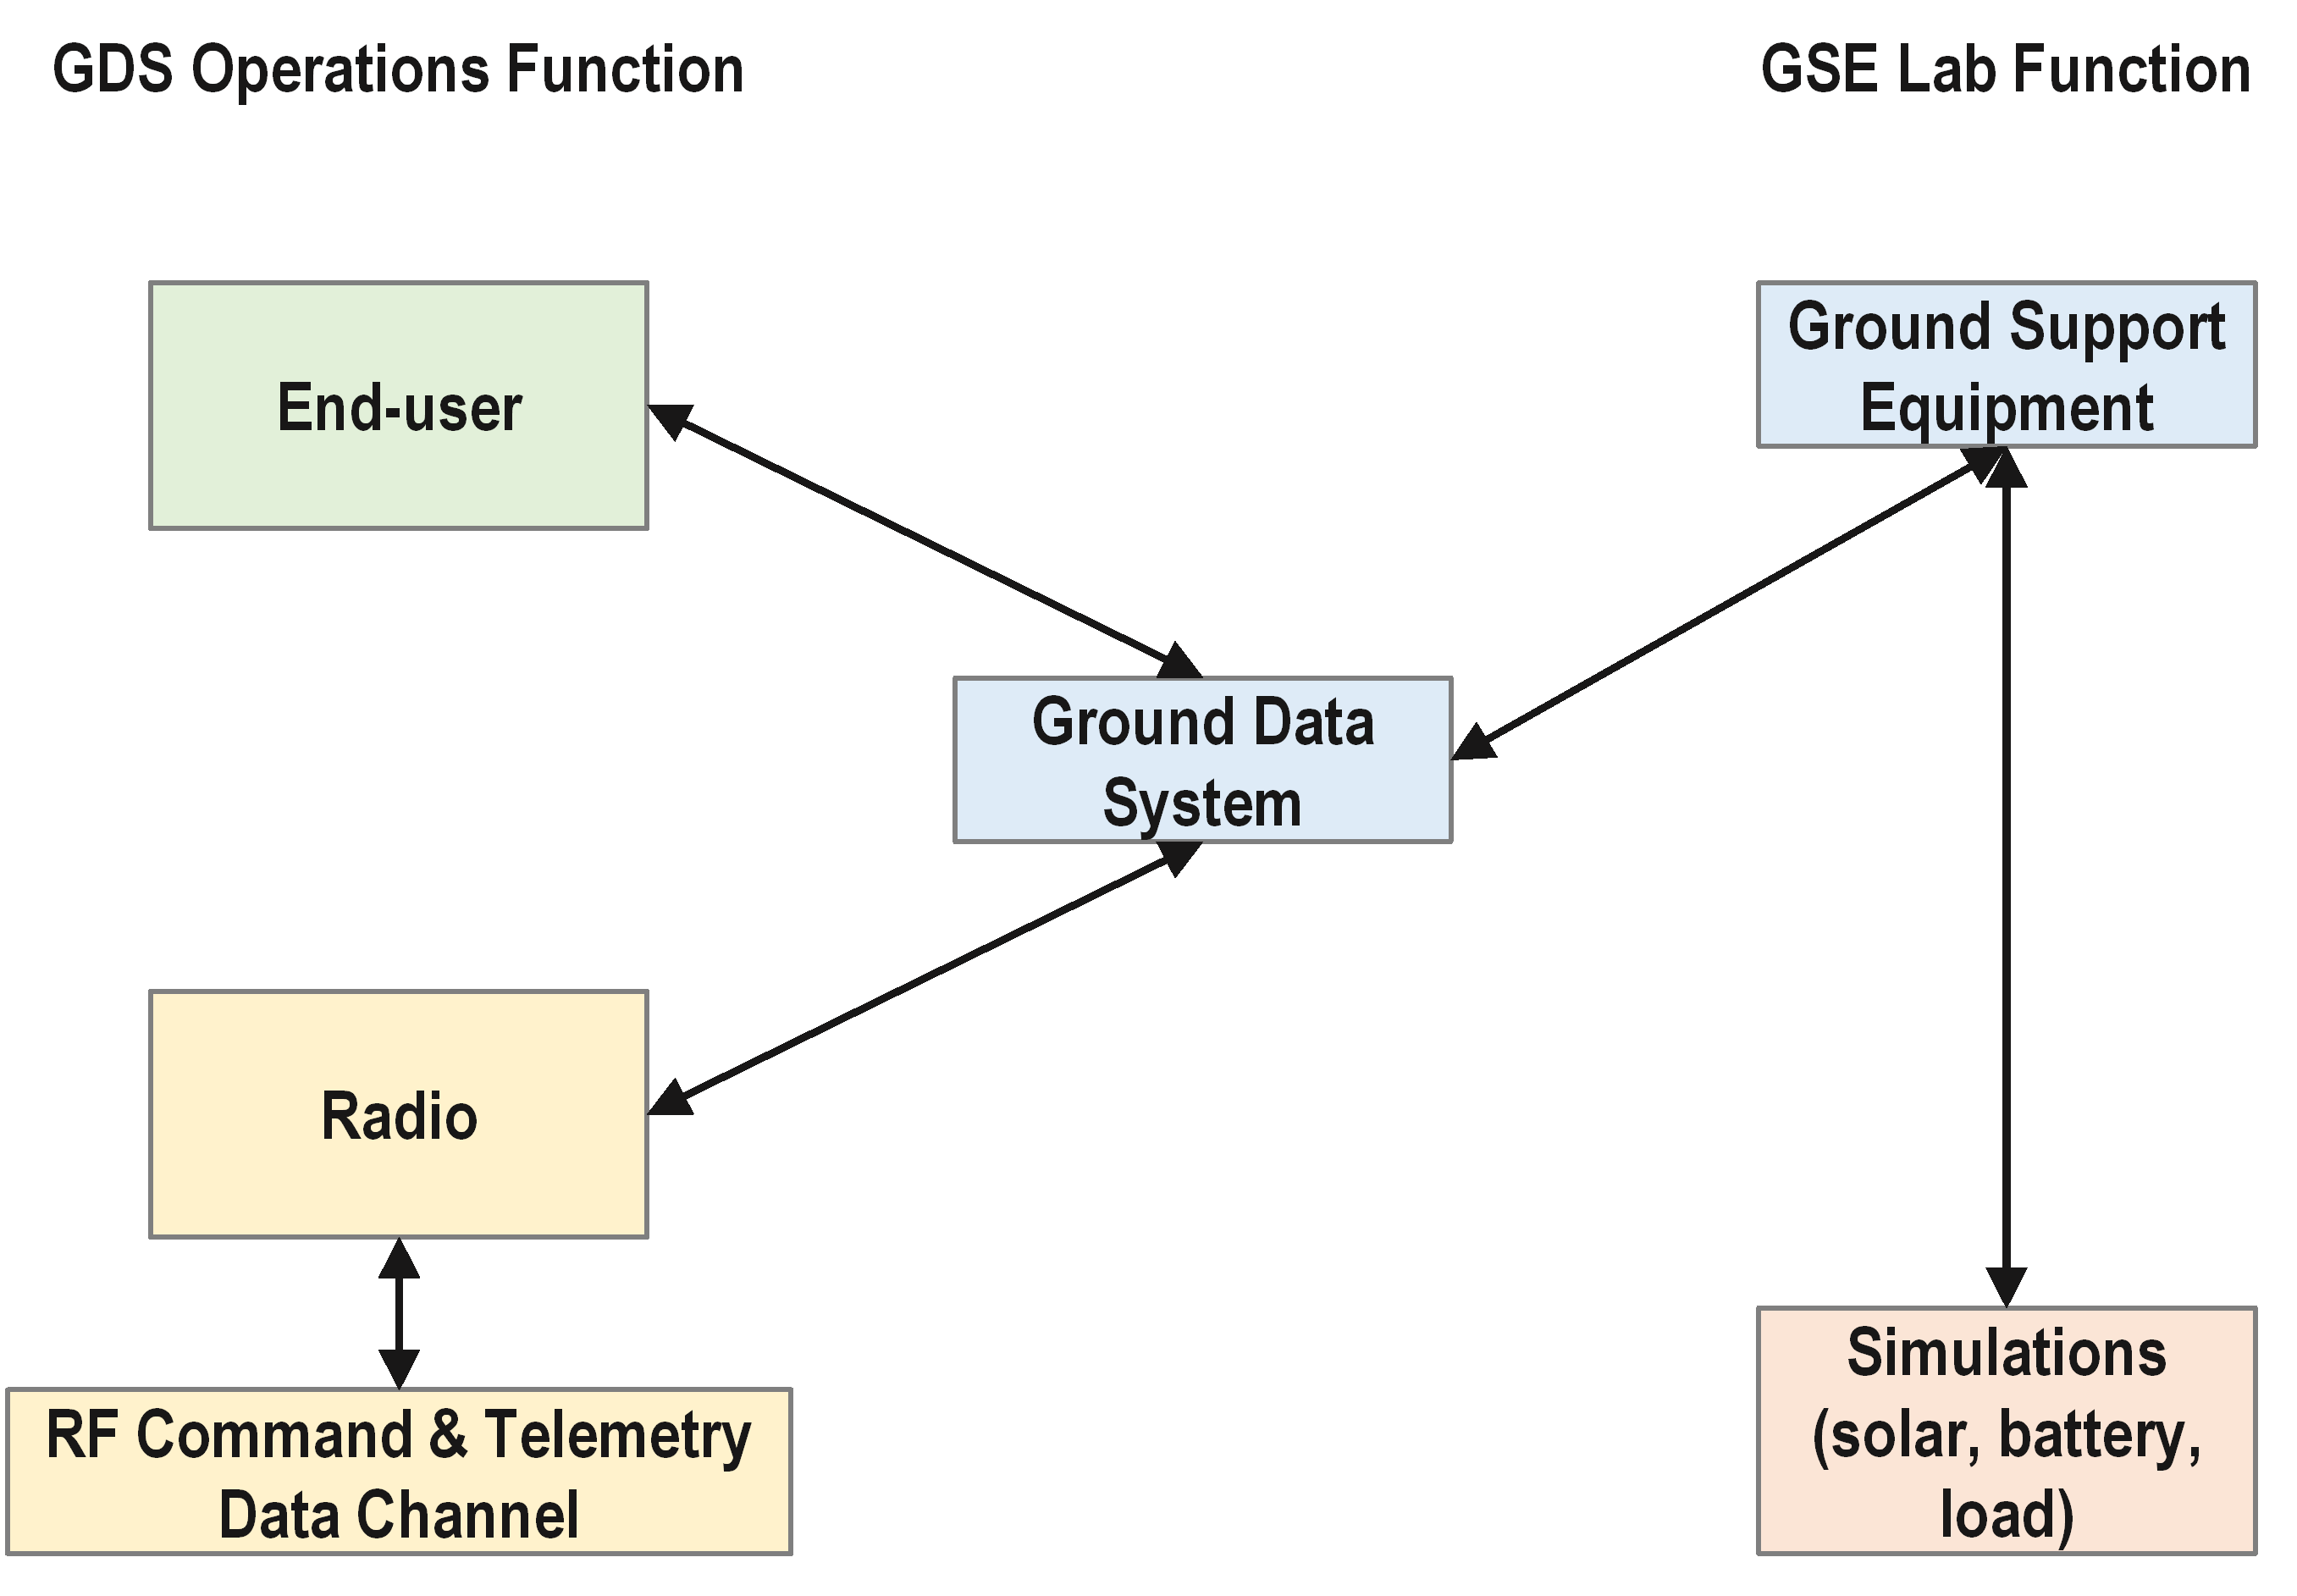 GDS Operations Function
GSE Lab Function
End-user
Ground Support
Equipment
Ground Data
System
Radio
RF Command & Telemetry
Data Channel
Simulations
(solar, battery,
load)